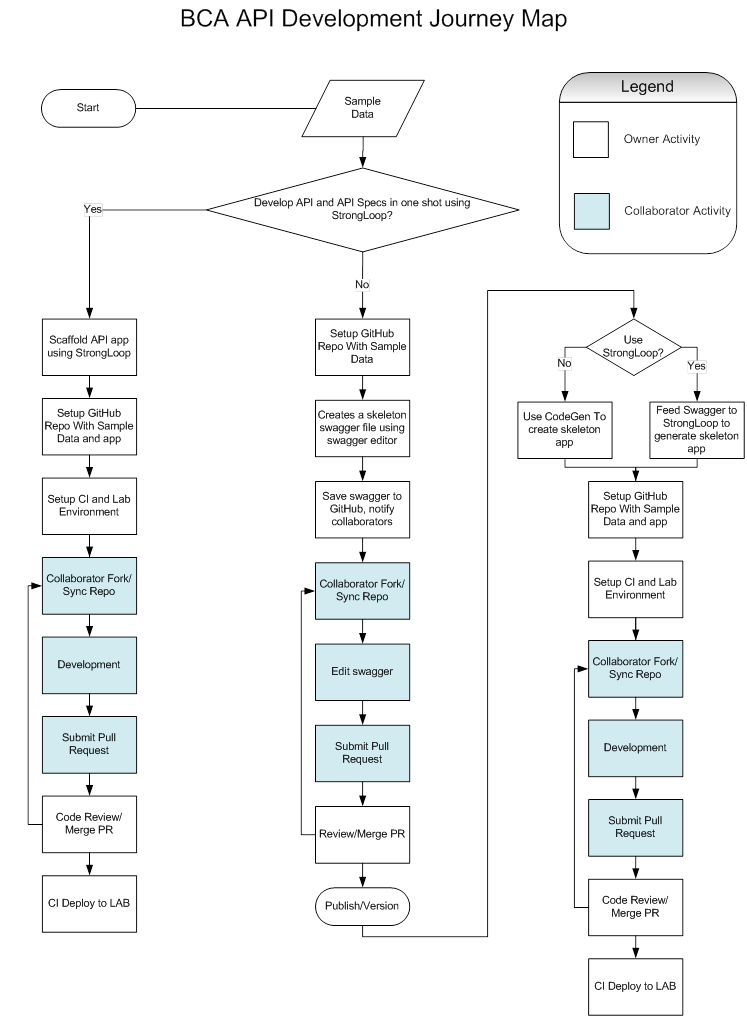 BCA API Development Journey Map
Start
Sample
Data
Legend
Owner Activity
Collaborator Activity
Develop API and API Specs in one shot using
StrongLoop?
Yes
No
Scaffold API app
using StrongLoop
Setup GitHub
Repo With Sample
Data and app
Setup CI and Lab
Environment
Collaborator Fork/
Sync Repo
Development
Submit Pull
Request
Code Review/
Merge PR
CI Deploy to LAB
Setup GitHub
Repo With Sample
Data
Creates a skeleton
swagger file using
swagger editor
Save swagger to
GitHub, notify
collaborators
Collaborator Fork/
Sync Repo
Edit swagger
Submit Pull
Request
Review/Merge PR
Publish/Version
Use
StrongLoop?
No
Yes
Use CodeGen To
create skeleton
app
Feed Swagger to
StrongLoop to
generate skeleton
app
Setup GitHub
Repo With Sample
Data and app
Setup CI and Lab
Environment
Collaborator Fork/
Sync Repo
Development
Submit Pull
Request
Code Review/
Merge PR
CI Deploy to LAB